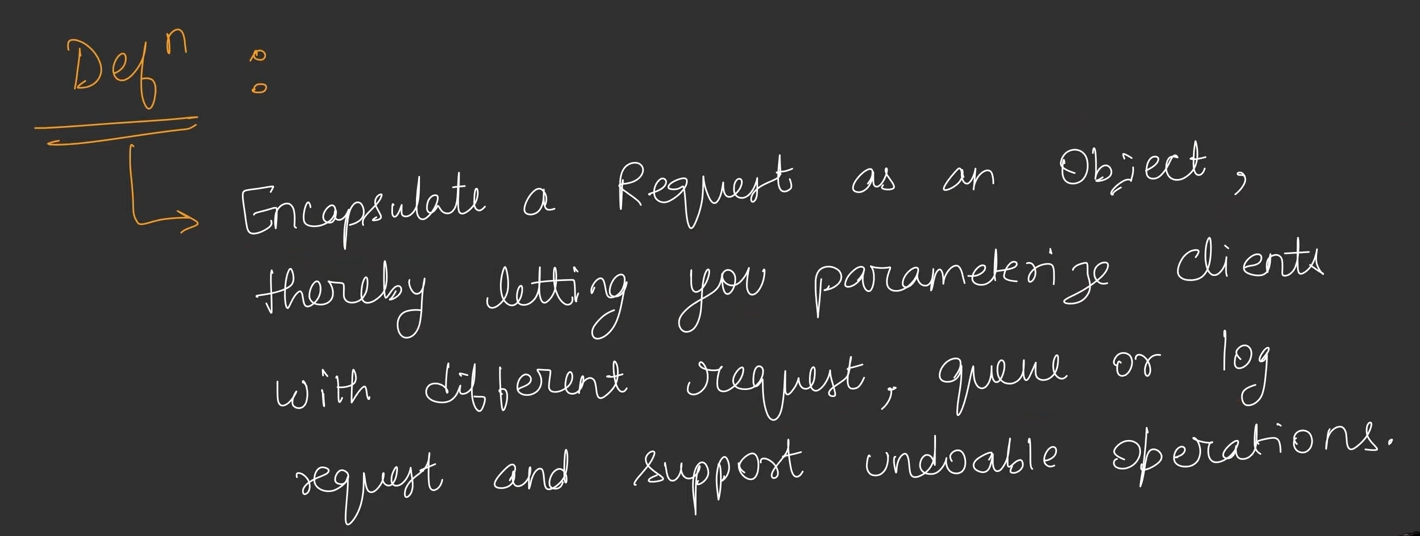 Defⁿ :
Encapsulate a Request as an Object,
thereby letting you parameterize clients
with different request, queue or log
request and support undoable operations.